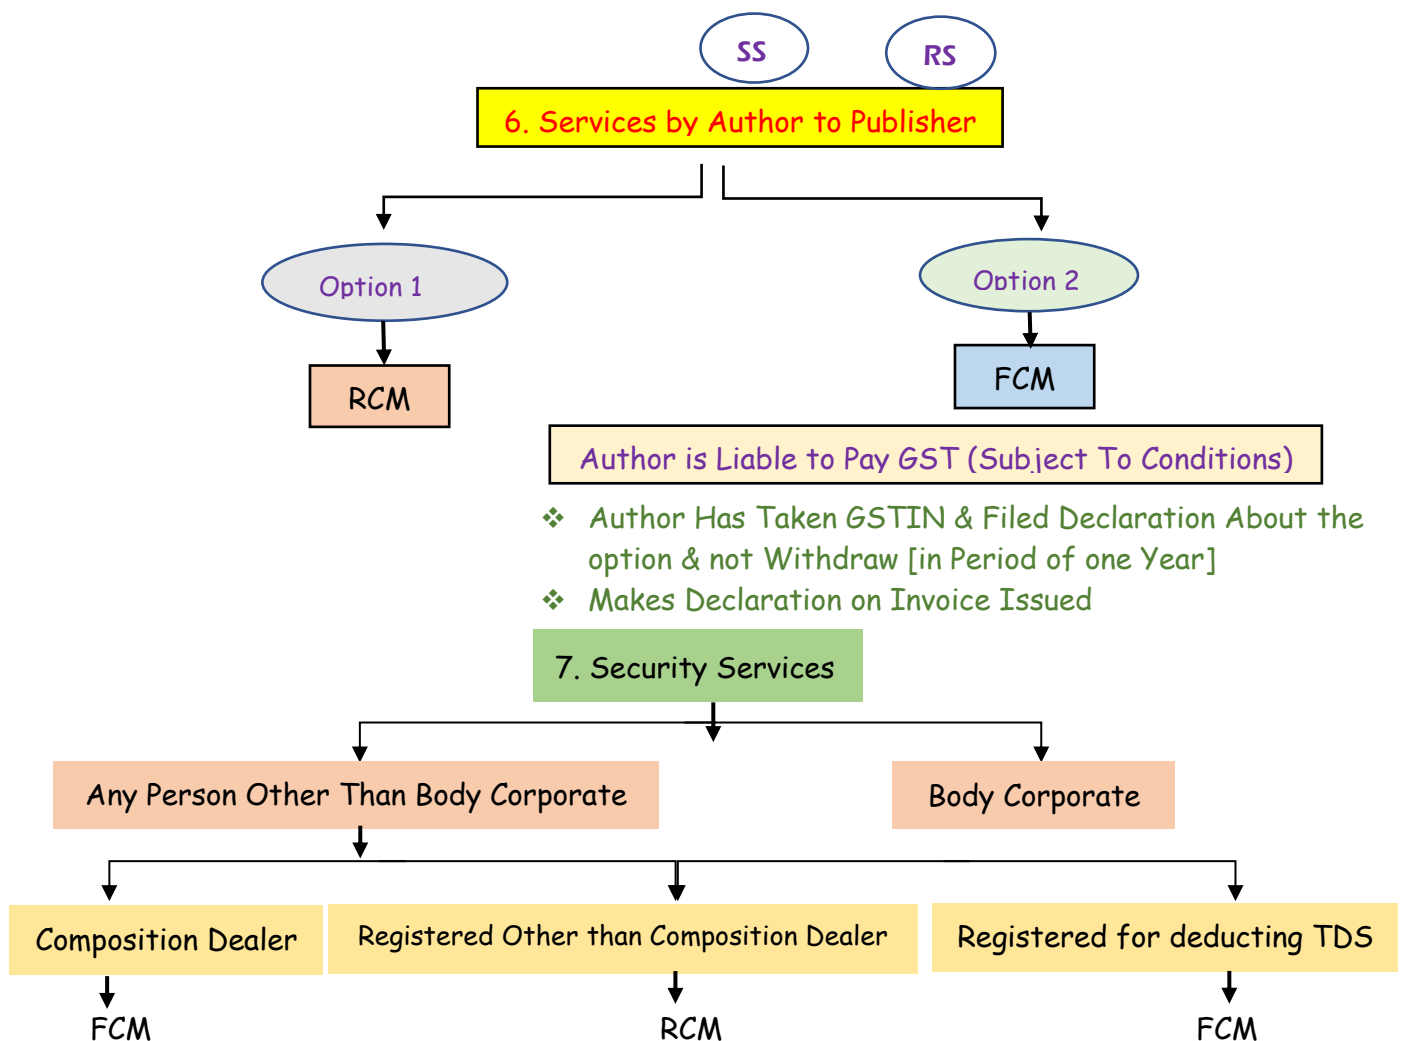 SS
RS
6. Services by Author to Publisher
Option 1
Option 2
RCM
FCM
Author is Liable to Pay GST (Subject To Conditions)
❖ Author Has Taken GSTIN & Filed Declaration About the
option & not Withdraw [in Period of one Year]
❖ Makes Declaration on Invoice Issued
7. Security Services
Any Person Other Than Body Corporate
Body Corporate
Composition Dealer
Registered Other than Composition Dealer
Registered for deducting TDS
FCM
RCM
FCM